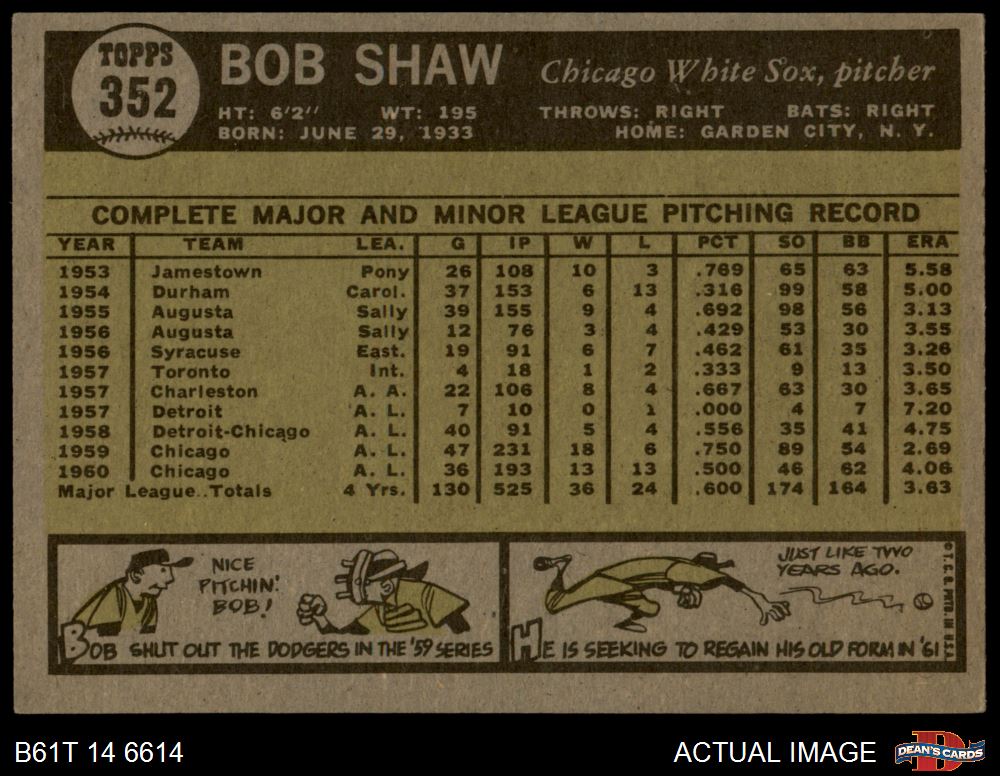 TOPPS
352
BOB SHAW
Chicago White Sox, pitcher
HT: 6'2" WT: 195 THROWS: RIGHT BATS: RIGHT
BORN: JUNE 29, 1933 HOME: GARDEN CITY, N. Y.
COMPLETE MAJOR AND MINOR LEAGUE PITCHING RECORD
YEAR TEAM LEA. G IP W L PCT SO BB ERA
1953 Jamestown Pony 26 108 10 3 .769 65 63 5.58
1954 Durham Carol. 37 153 6 13 .316 99 58 5.00
1955 Augusta Sally 39 155 9 4 .692 98 56 3.13
1956 Augusta Sally 12 76 3 4 .429 53 30 3.55
1956 Syracuse East. 19 91 6 7 .462 61 35 3.26
1957 Toronto Int. 4 18 1 2 .333 9 13 3.50
1957 Charleston A. A. 22 106 8 4 .667 63 30 3.65
1957 Detroit A. L. 7 10 0 1 .000 4 7 7.20
1958 Detroit-Chicago A. L. 40 91 5 4 .556 35 41 4.75
1959 Chicago A. L. 47 231 18 6 .750 89 54 2.69
1960 Chicago A. L. 36 193 13 13 .500 46 62 4.06
Major League..Totals 4 Yrs. 130 525 36 24 .600 174 164 3.63
NICE
PITCHIN'
BOB!
BOB SHUT OUT THE DODGERS IN THE '59 SERIES
JUST LIKE TWO
YEARS AGO.
HE IS SEEKING TO REGAIN HIS OLD FORM IN '61
© T. C. G. PRTD. IN U.S.A.
B61T 14 6614
ACTUAL IMAGE
D
DEAN'S CARDS